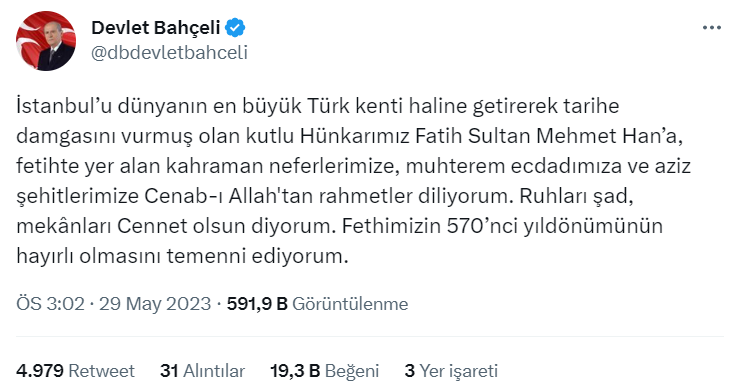 Devlet Bahçeli
@dbdevletbahceli
İstanbul’u dünyanın en büyük Türk kenti haline getirerek tarihe
damgasını vurmuş olan kutlu Hünkarımız Fatih Sultan Mehmet Han’a,
fetihte yer alan kahraman neferlerimize, muhterem ecdadımıza ve aziz
şehitlerimize Cenab-ı Allah'tan rahmetler diliyorum. Ruhları şad,
mekânları Cennet olsun diyorum. Fethimizin 570’nci yıldönümünün
hayırlı olmasını temenni ediyorum.
ÖS 3:02 · 29 May 2023 · 591,9 B Görüntülenme
4.979 Retweet 31 Alıntılar 19,3 B Beğeni 3 Yer işareti